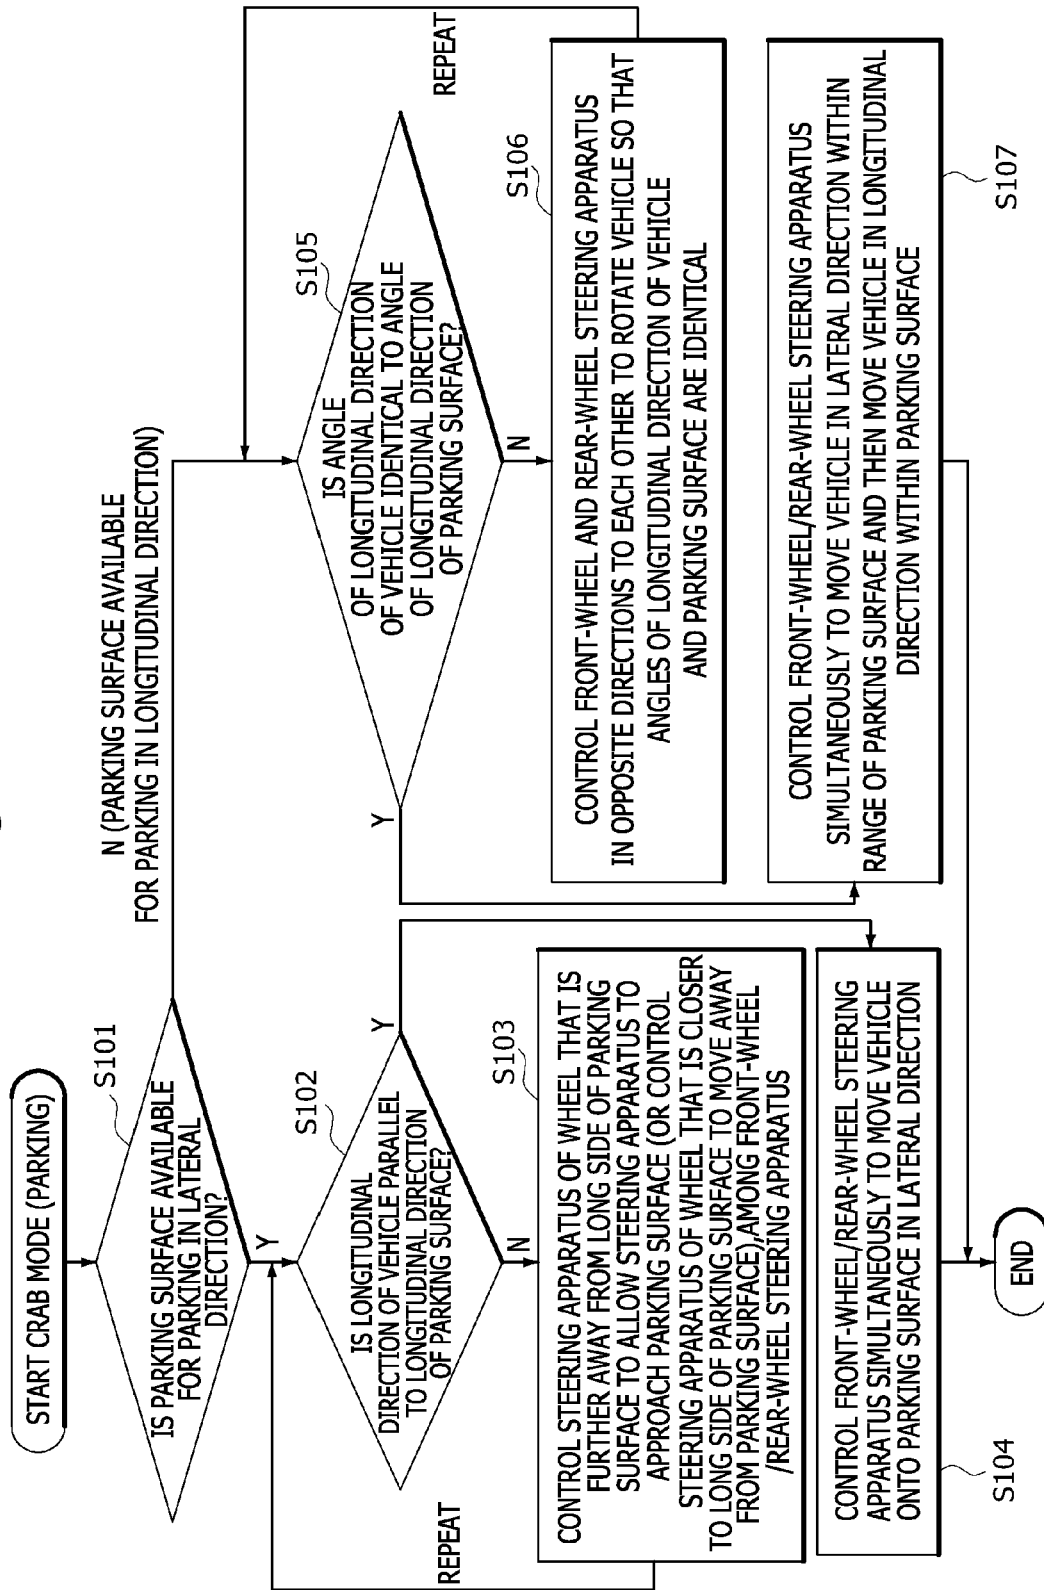 START CRAB MODE (PARKING)
S101
IS PARKING SURFACE AVAILABLE
FOR PARKING IN LATERAL
DIRECTION?
Y
N (PARKING SURFACE AVAILABLE
FOR PARKING IN LONGITUDINAL DIRECTION)
S102
IS LONGITUDINAL
DIRECTION OF VEHICLE PARALLEL
TO LONGITUDINAL DIRECTION
OF PARKING SURFACE?
Y
N
REPEAT
S103
CONTROL STEERING APPARATUS OF WHEEL THAT IS
FURTHER AWAY FROM LONG SIDE OF PARKING
SURFACE TO ALLOW STEERING APPARATUS TO
APPROACH PARKING SURFACE (OR CONTROL
STEERING APPARATUS OF WHEEL THAT IS CLOSER
TO LONG SIDE OF PARKING SURFACE TO MOVE AWAY
FROM PARKING SURFACE),AMONG FRONT-WHEEL
/REAR-WHEEL STEERING APPARATUS
CONTROL FRONT-WHEEL/REAR-WHEEL STEERING
APPARATUS SIMULTANEOUSLY TO MOVE VEHICLE
ONTO PARKING SURFACE IN LATERAL DIRECTION
S104
S105
IS ANGLE
OF LONGITUDINAL DIRECTION
OF VEHICLE IDENTICAL TO ANGLE
OF LONGITUDINAL DIRECTION
OF PARKING SURFACE?
Y
N
REPEAT
S106
CONTROL FRONT-WHEEL AND REAR-WHEEL STEERING APPARATUS
IN OPPOSITE DIRECTIONS TO EACH OTHER TO ROTATE VEHICLE SO THAT
ANGLES OF LONGITUDINAL DIRECTION OF VEHICLE
AND PARKING SURFACE ARE IDENTICAL
CONTROL FRONT-WHEEL/REAR-WHEEL STEERING APPARATUS
SIMULTANEOUSLY TO MOVE VEHICLE IN LATERAL DIRECTION WITHIN
RANGE OF PARKING SURFACE AND THEN MOVE VEHICLE IN LONGITUDINAL
DIRECTION WITHIN PARKING SURFACE
S107
END